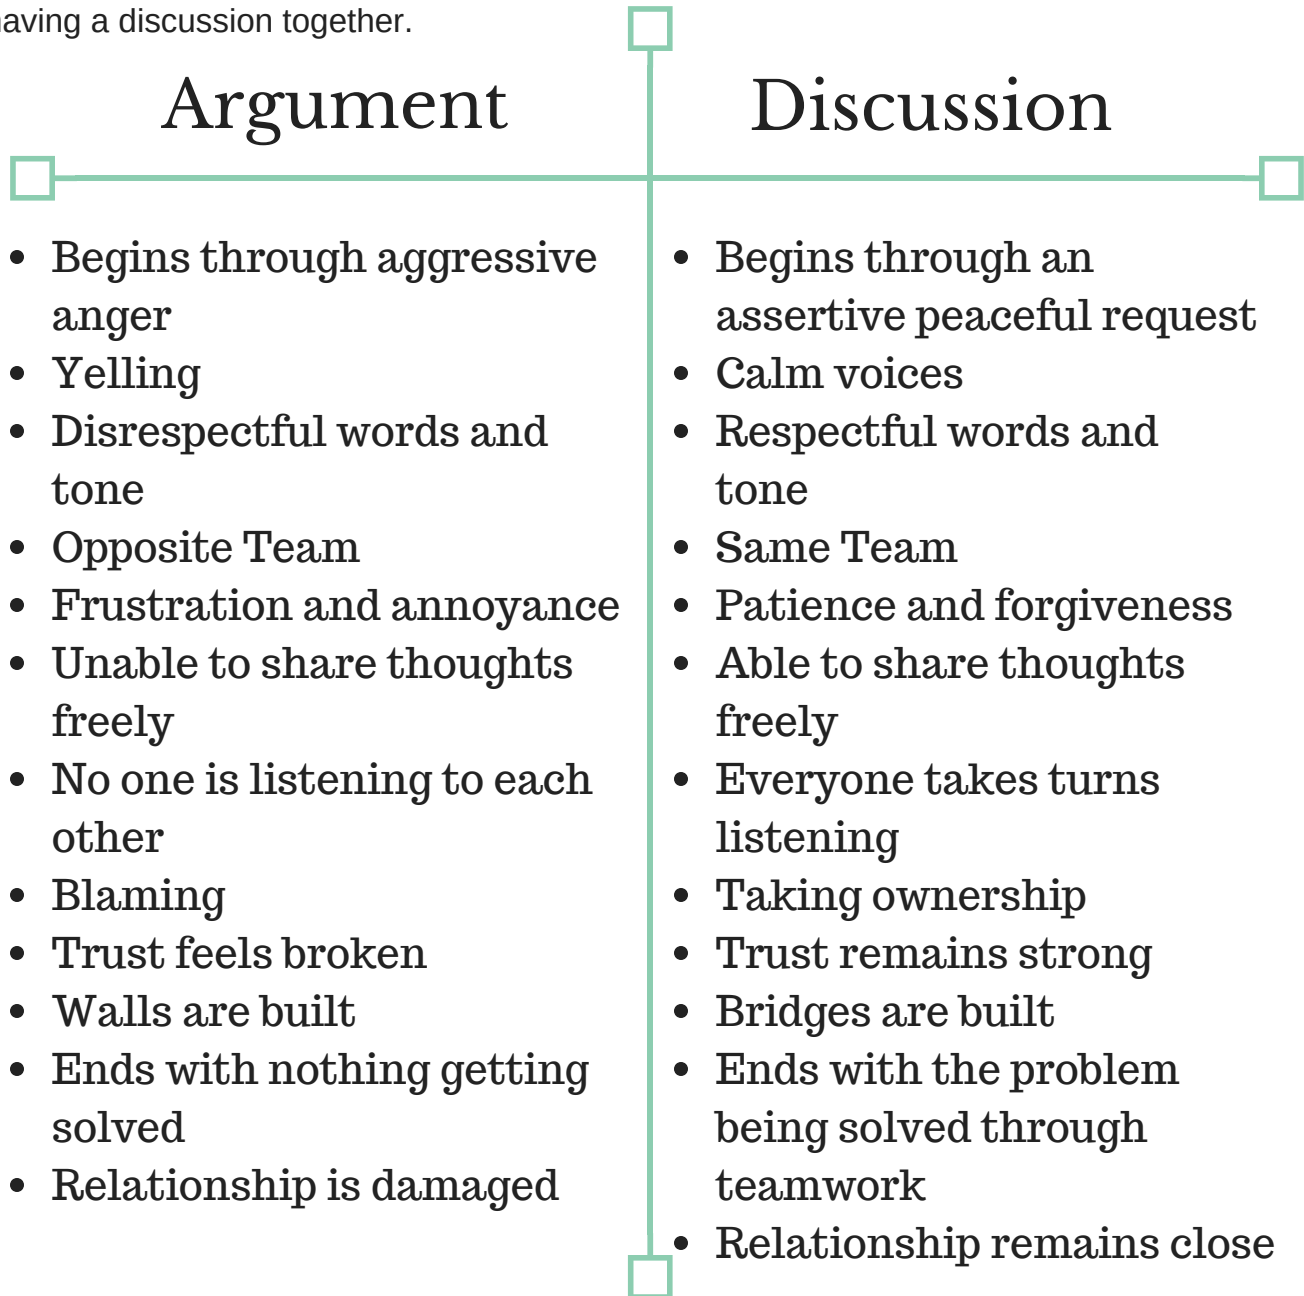 having a discussion together.
Argument
Discussion
• Begins through aggressive
anger
• Yelling
• Disrespectful words and
tone
• Opposite Team
• Frustration and annoyance
• Unable to share thoughts
freely
• No one is listening to each
other
• Blaming
• Trust feels broken
• Walls are built
• Ends with nothing getting
solved
• Relationship is damaged
• Begins through an
assertive peaceful request
• Calm voices
• Respectful words and
tone
• Same Team
• Patience and forgiveness
• Able to share thoughts
freely
• Everyone takes turns
listening
• Taking ownership
• Trust remains strong
• Bridges are built
• Ends with the problem
being solved through
teamwork
• Relationship remains close